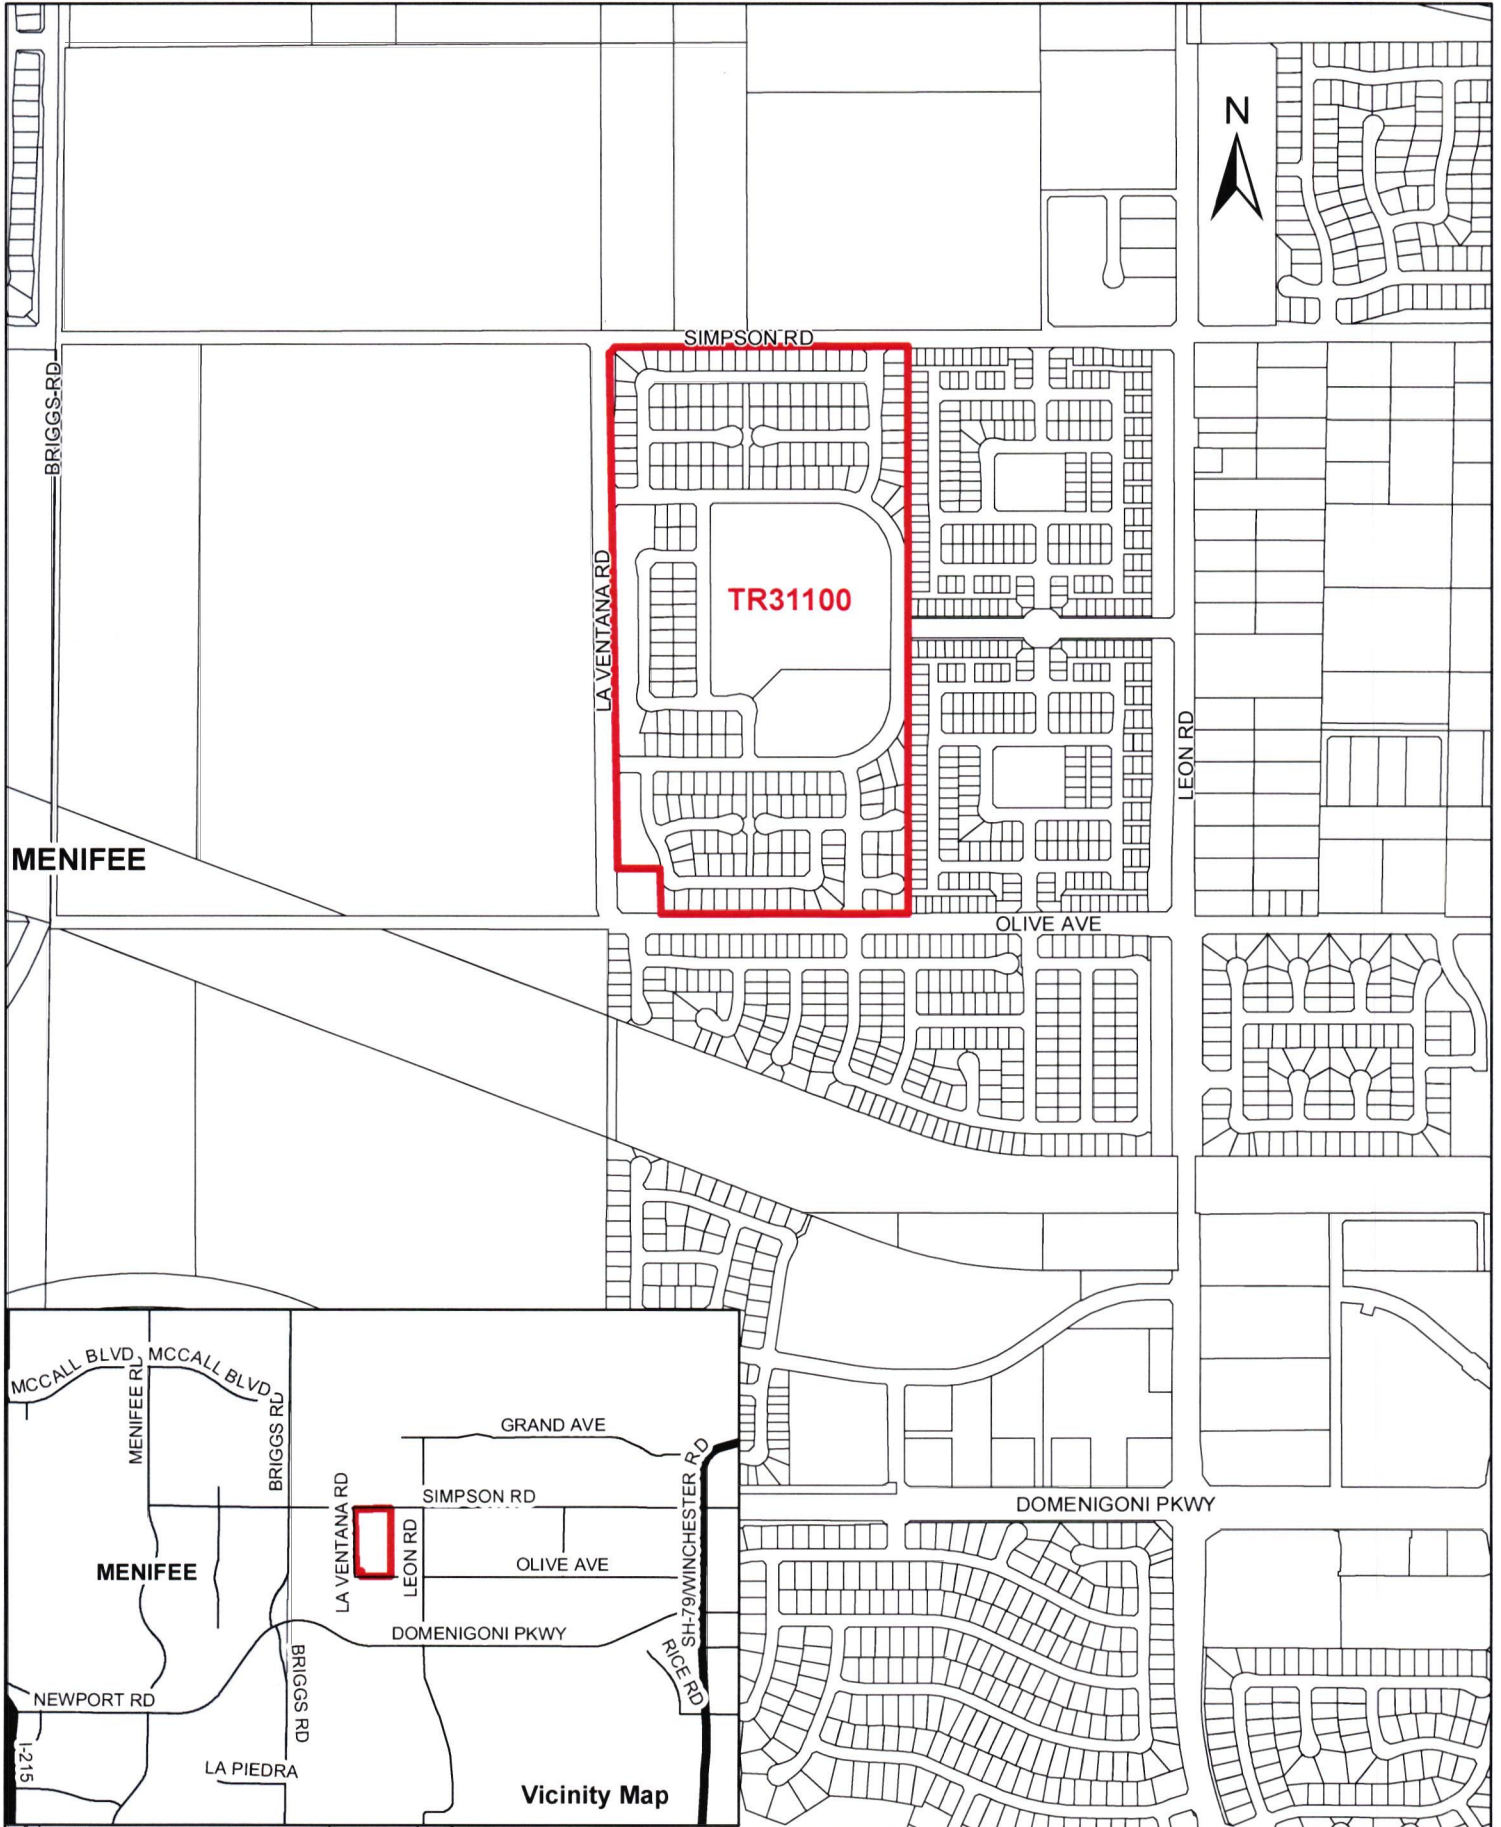 N
SIMPSON RD
BRIGGS RD
LA VENTANA RD
TR31100
LEON RD
MENIFEE
OLIVE AVE
DOMENIGONI PKWY
MCCALL BLVD
MCCALL BLVD
MENIFEE RD
BRIGGS RD
GRAND AVE
SH-79/WINCHESTER RD
SIMPSON RD
LA VENTANA RD
LEON RD
MENIFEE
OLIVE AVE
DOMENIGONI PKWY
RICE RD
BRIGGS RD
NEWPORT RD
I-215
LA PIEDRA
Vicinity Map